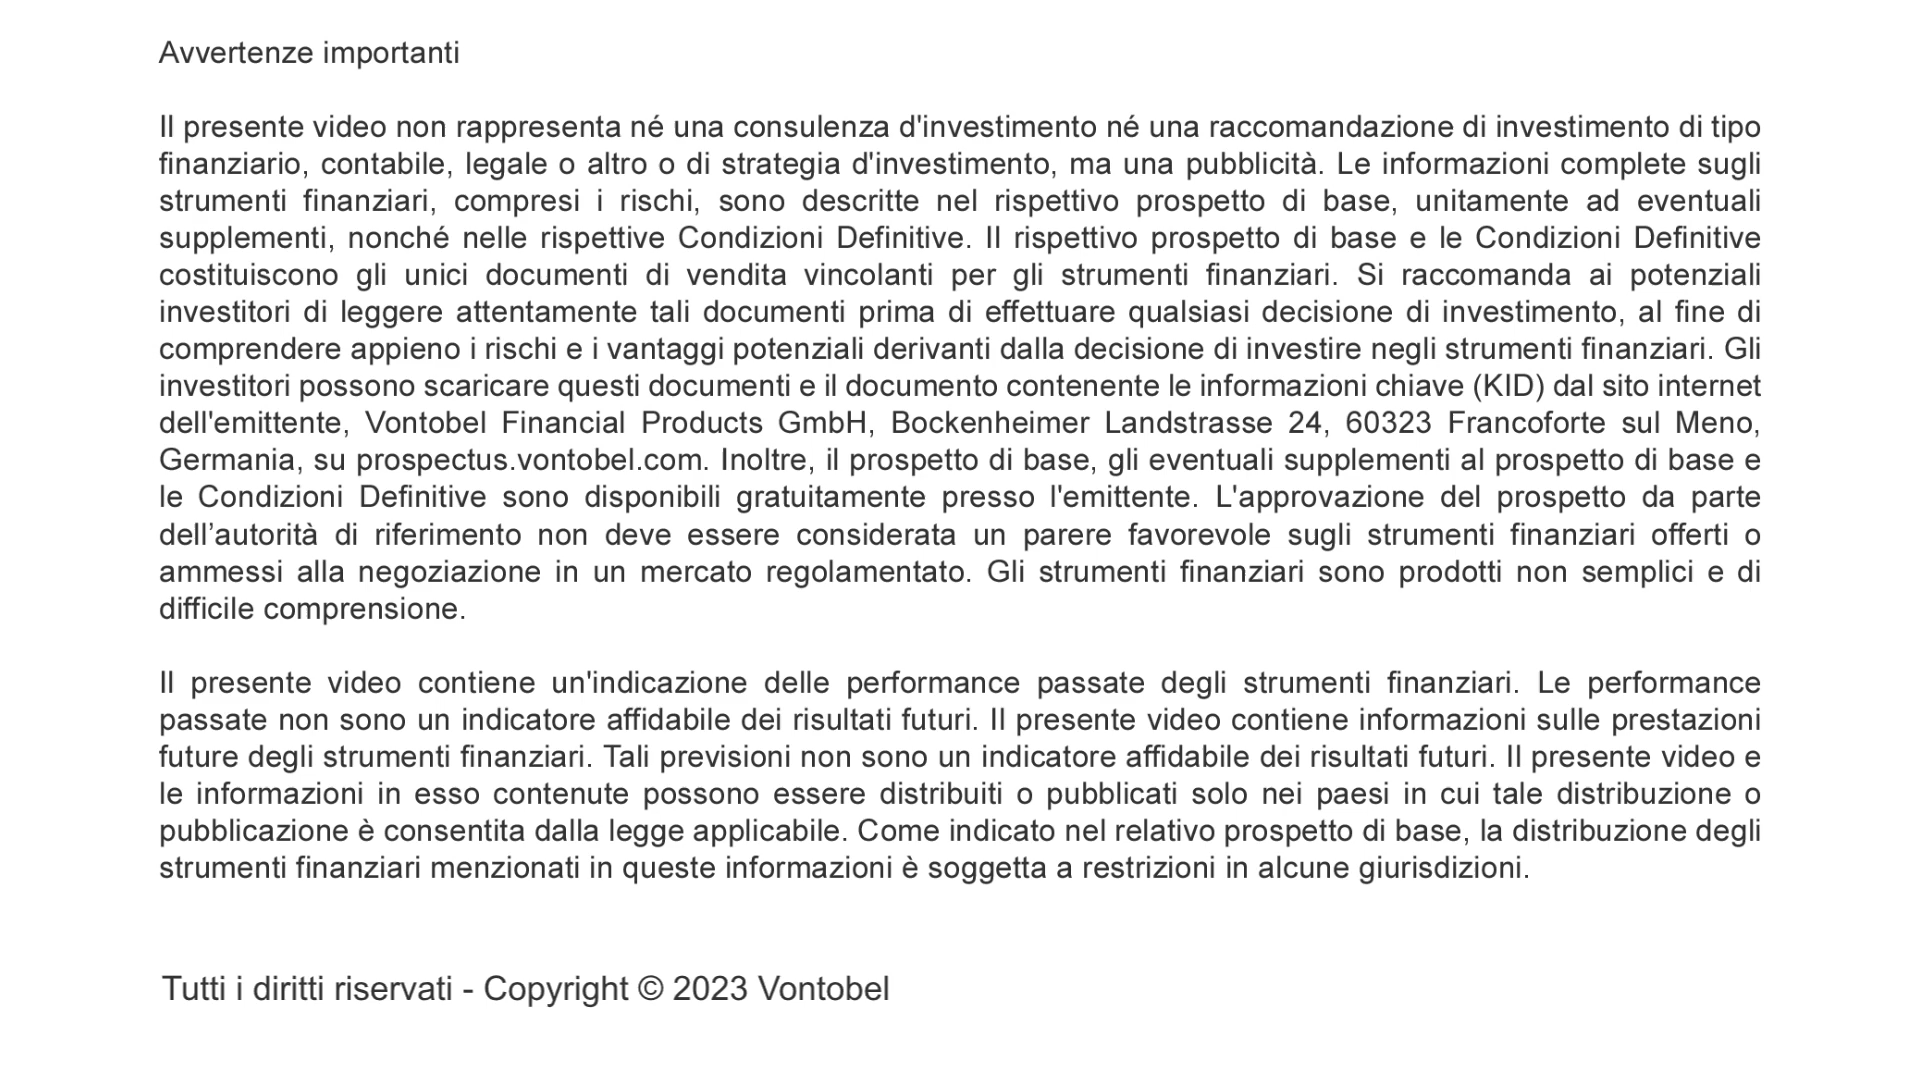 Avvertenze importanti
Il presente video non rappresenta né una consulenza d'investimento né una raccomandazione di investimento di tipo
finanziario, contabile, legale o altro o di strategia d'investimento, ma una pubblicità. Le informazioni complete sugli
strumenti finanziari, compresi i rischi, sono descritte nel rispettivo prospetto di base, unitamente ad eventuali
supplementi, nonché nelle rispettive Condizioni Definitive. Il rispettivo prospetto di base e le Condizioni Definitive
costituiscono gli unici documenti di vendita vincolanti per gli strumenti finanziari. Si raccomanda ai potenziali
investitori di leggere attentamente tali documenti prima di effettuare qualsiasi decisione di investimento, al fine di
comprendere appieno i rischi e i vantaggi potenziali derivanti dalla decisione di investire negli strumenti finanziari. Gli
investitori possono scaricare questi documenti e il documento contenente le informazioni chiave (KID) dal sito internet
dell'emittente, Vontobel Financial Products GmbH, Bockenheimer Landstrasse 24, 60323 Francoforte sul Meno,
Germania, su prospectus.vontobel.com. Inoltre, il prospetto di base, gli eventuali supplementi al prospetto di base e
le Condizioni Definitive sono disponibili gratuitamente presso l'emittente. L'approvazione del prospetto da parte
dell’autorità di riferimento non deve essere considerata un parere favorevole sugli strumenti finanziari offerti o
ammessi alla negoziazione in un mercato regolamentato. Gli strumenti finanziari sono prodotti non semplici e di
difficile comprensione.
Il presente video contiene un'indicazione delle performance passate degli strumenti finanziari. Le performance
passate non sono un indicatore affidabile dei risultati futuri. Il presente video contiene informazioni sulle prestazioni
future degli strumenti finanziari. Tali previsioni non sono un indicatore affidabile dei risultati futuri. Il presente video e
le informazioni in esso contenute possono essere distribuiti o pubblicati solo nei paesi in cui tale distribuzione o
pubblicazione è consentita dalla legge applicabile. Come indicato nel relativo prospetto di base, la distribuzione degli
strumenti finanziari menzionati in queste informazioni è soggetta a restrizioni in alcune giurisdizioni.
Tutti i diritti riservati - Copyright © 2023 Vontobel